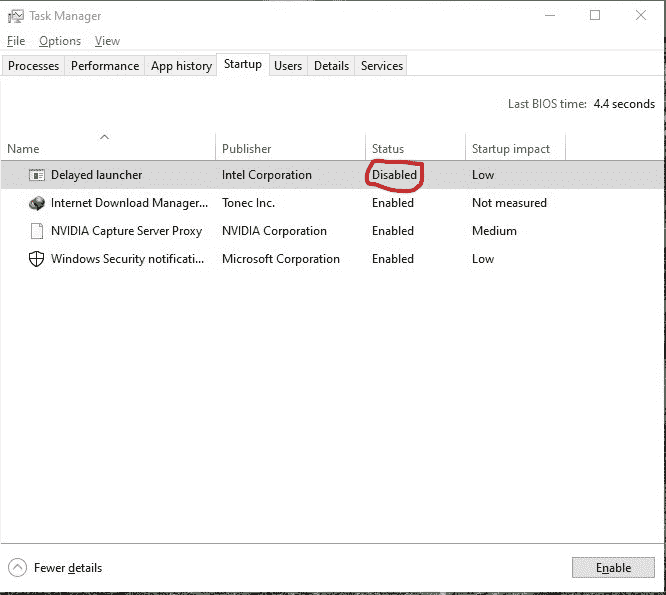 Task Manager
File Options View
Processes Performance App history Startup Users Details Services
Last BIOS time: 4.4 seconds
Name Publisher Status Startup impact
Delayed launcher Intel Corporation Disabled Low
Internet Download Manager... Tonec Inc. Enabled Not measured
NVIDIA Capture Server Proxy NVIDIA Corporation Enabled Medium
Windows Security notificati... Microsoft Corporation Enabled Low
Fewer details Enable